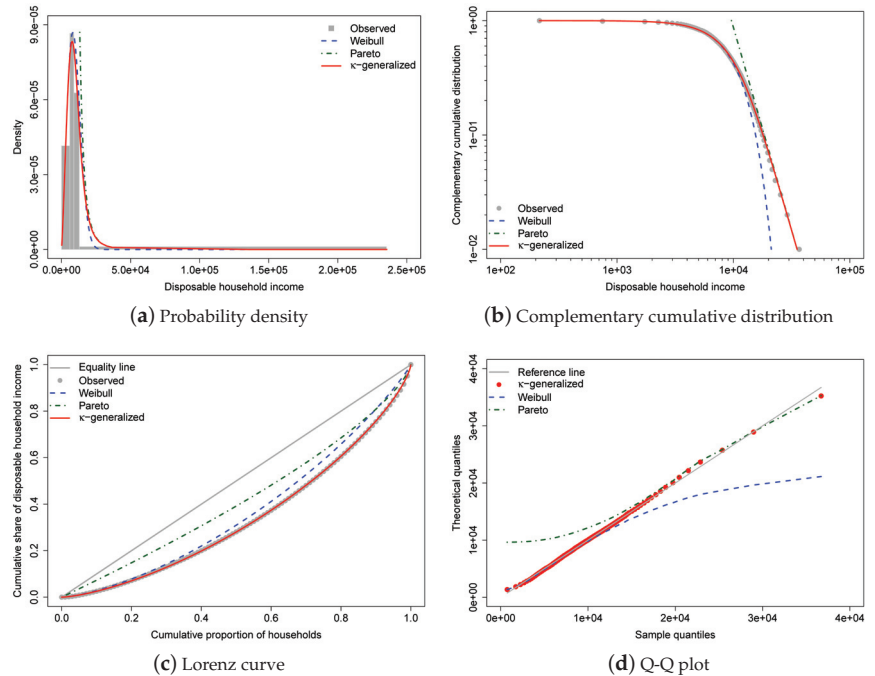 Observed
Weibull
Pareto
κ−generalized
Density
0.0e+00 3.0e−05 6.0e−05 9.0e−05
0.0e+00 5.0e+04 1.0e+05 1.5e+05 2.0e+05 2.5e+05
Disposable household income
(a) Probability density
Complementary cumulative distribution
1e−02 1e−01 1e+00
Observed
Weibull
Pareto
κ−generalized
1e+02 1e+03 1e+04 1e+05
Disposable household income
(b) Complementary cumulative distribution
Cumulative share of disposable household income
0.0 0.2 0.4 0.6 0.8 1.0
Equality line
Observed
Weibull
Pareto
κ−generalized
0.0 0.2 0.4 0.6 0.8 1.0
Cumulative proportion of households
(c) Lorenz curve
Theoretical quantiles
0e+00 1e+04 2e+04 3e+04 4e+04
Reference line
κ−generalized
Weibull
Pareto
0e+00 1e+04 2e+04 3e+04 4e+04
Sample quantiles
(d) Q-Q plot